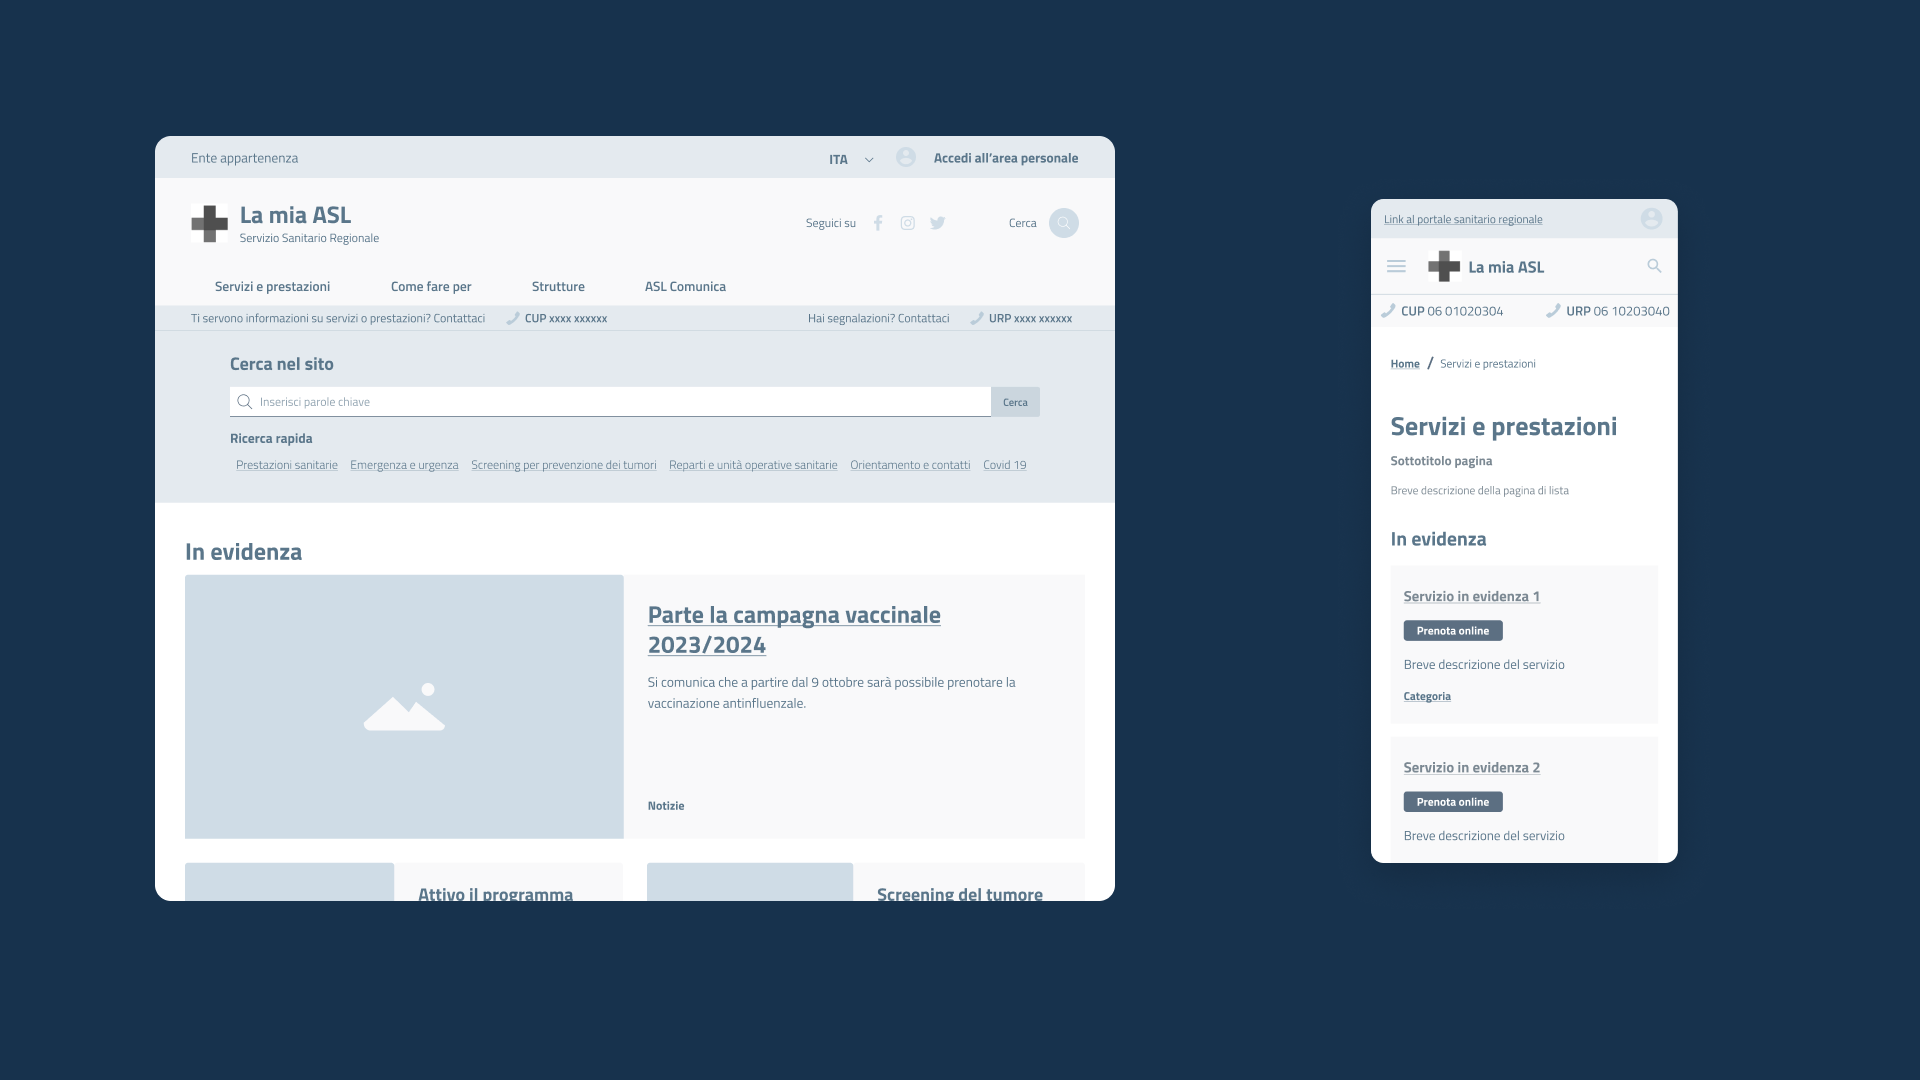 Ente appartenenza
ITA
Accedi all’area personale
La mia ASL
Servizio Sanitario Regionale
Seguici su
Cerca
Servizi e prestazioni
Come fare per
Strutture
ASL Comunica
Ti servono informazioni su servizi o prestazioni? Contattaci
CUP xxxx xxxxxx
Hai segnalazioni? Contattaci
URP xxxx xxxxxx
Cerca nel sito
Inserisci parole chiave
Cerca
Ricerca rapida
Prestazioni sanitarie
Emergenza e urgenza
Screening per prevenzione dei tumori
Reparti e unità operative sanitarie
Orientamento e contatti
Covid 19
In evidenza
Parte la campagna vaccinale
2023/2024
Si comunica che a partire dal 9 ottobre sarà possibile prenotare la
vaccinazione antinfluenzale.
Notizie
Attivo il programma
Screening del tumore
Link al portale sanitario regionale
La mia ASL
CUP 06 01020304
URP 06 10203040
Home / Servizi e prestazioni
Servizi e prestazioni
Sottotitolo pagina
Breve descrizione della pagina di lista
In evidenza
Servizio in evidenza 1
Prenota online
Breve descrizione del servizio
Categoria
Servizio in evidenza 2
Prenota online
Breve descrizione del servizio